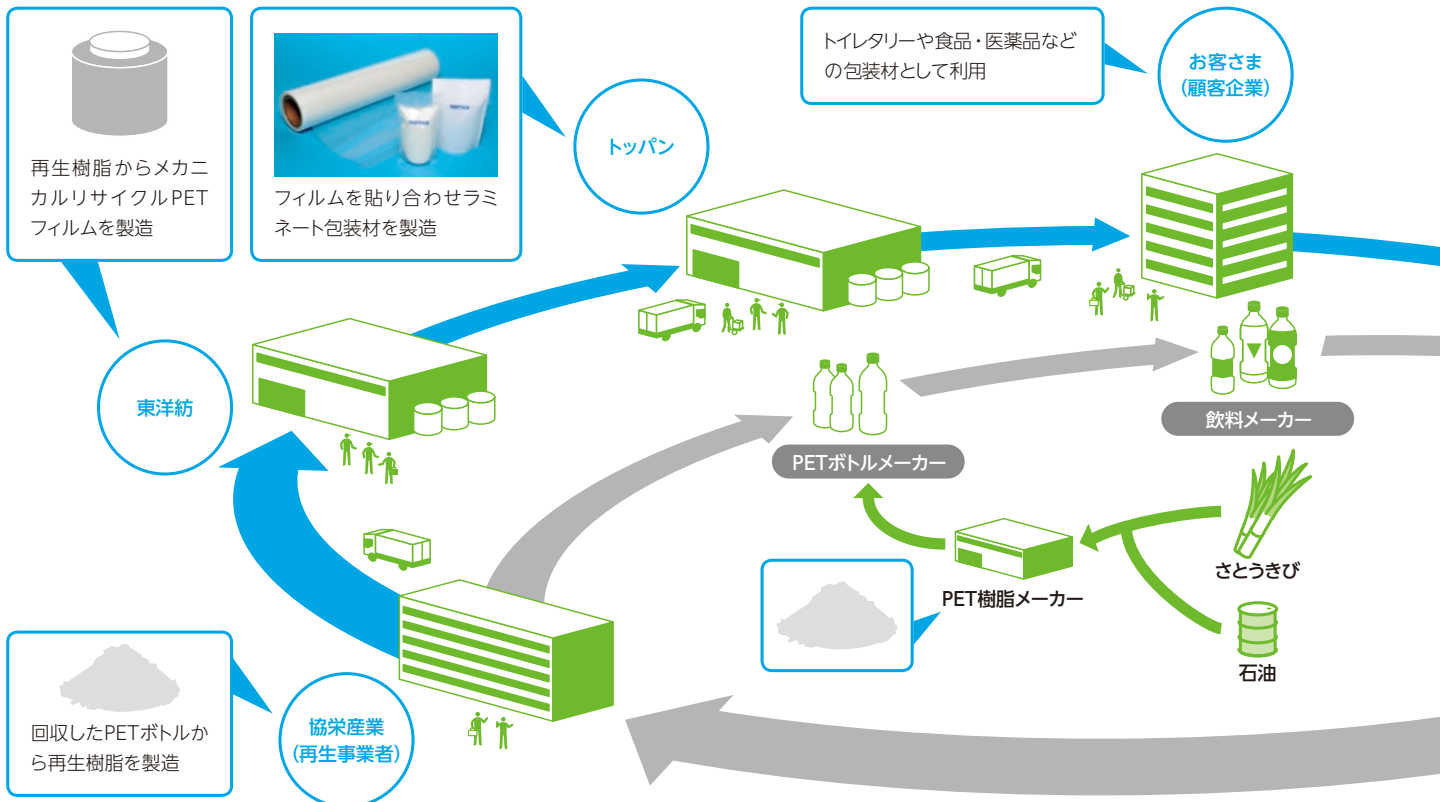 再生樹脂からメカニ
カルリサイクルPET
フィルムを製造
フィルムを貼り合わせラミ
ネート包装材を製造
トッパン
トイレタリーや食品・医薬品など
の包装材として利用
お客さま
(顧客企業)
東洋紡
PETボトルメーカー
飲料メーカー
PET樹脂メーカー
さとうきび
石油
回収したPETボトルか
ら再生樹脂を製造
協栄産業
(再生事業者)